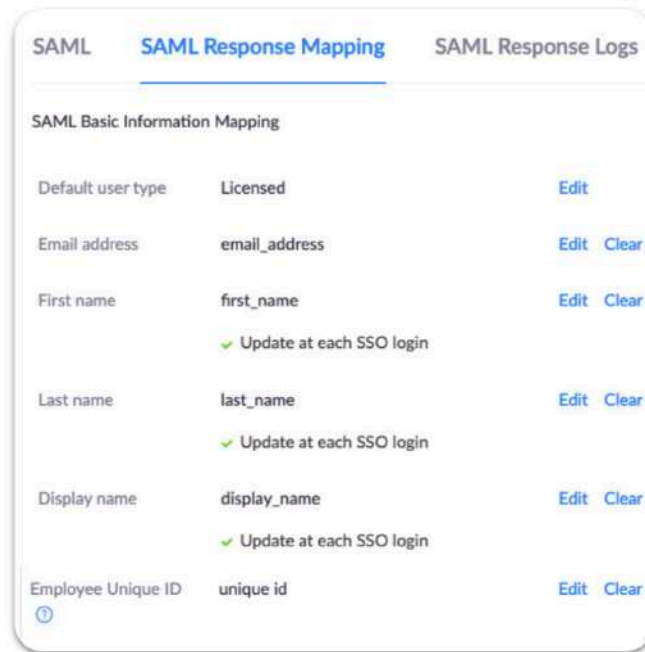 SAML SAML Response Mapping SAML Response Logs
SAML Basic Information Mapping
Default user type Licensed Edit
Email address email_address Edit Clear
First name first_name Edit Clear
✓ Update at each SSO login
Last name last_name Edit Clear
✓ Update at each SSO login
Display name display_name Edit Clear
✓ Update at each SSO login
Employee Unique ID unique id Edit Clear
?